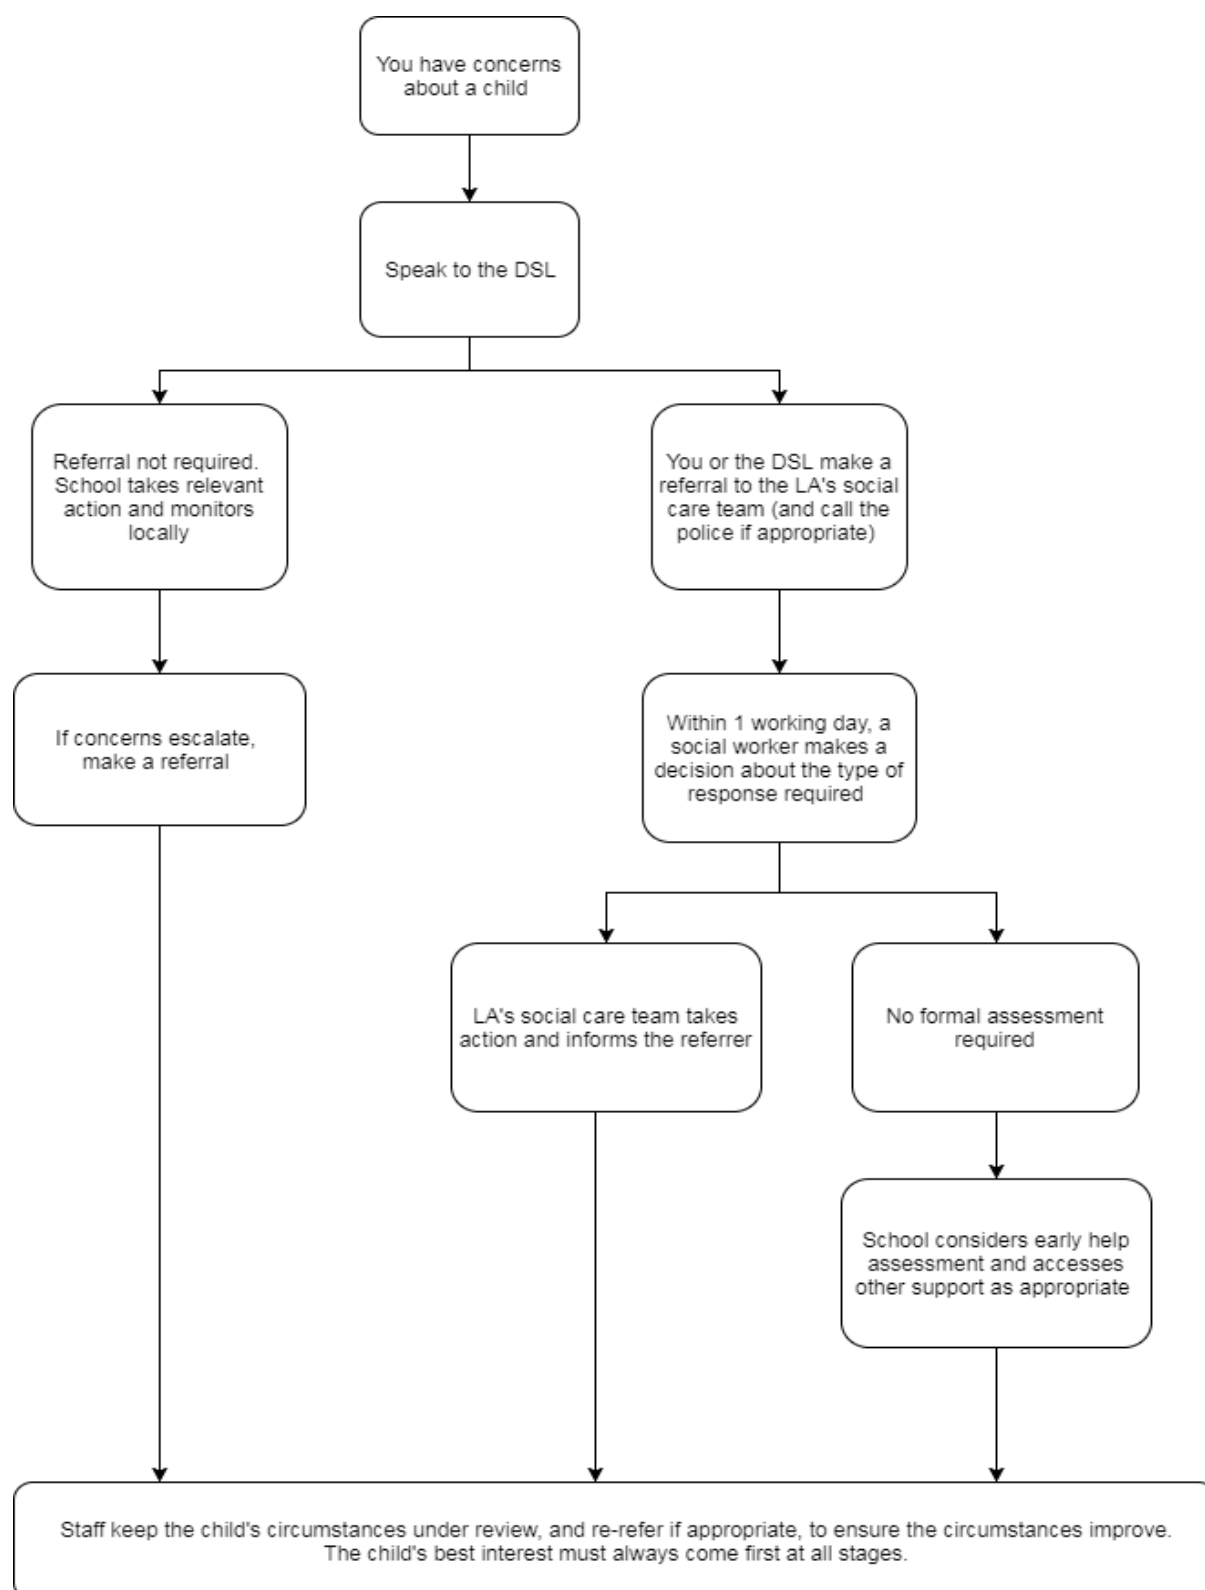 You have concerns
about a child
Speak to the DSL
Referral not required.
School takes relevant
action and monitors
locally
You or the DSL make a
referral to the LA's social
care team (and call the
police if appropriate)
If concerns escalate,
make a referral
Within 1 working day, a
social worker makes a
decision about the type of
response required
LA's social care team takes
action and informs the referrer
No formal assessment
required
School considers early help
assessment and accesses
other support as appropriate
Staff keep the child's circumstances under review, and re-refer if appropriate, to ensure the circumstances improve.
The child's best interest must always come first at all stages.